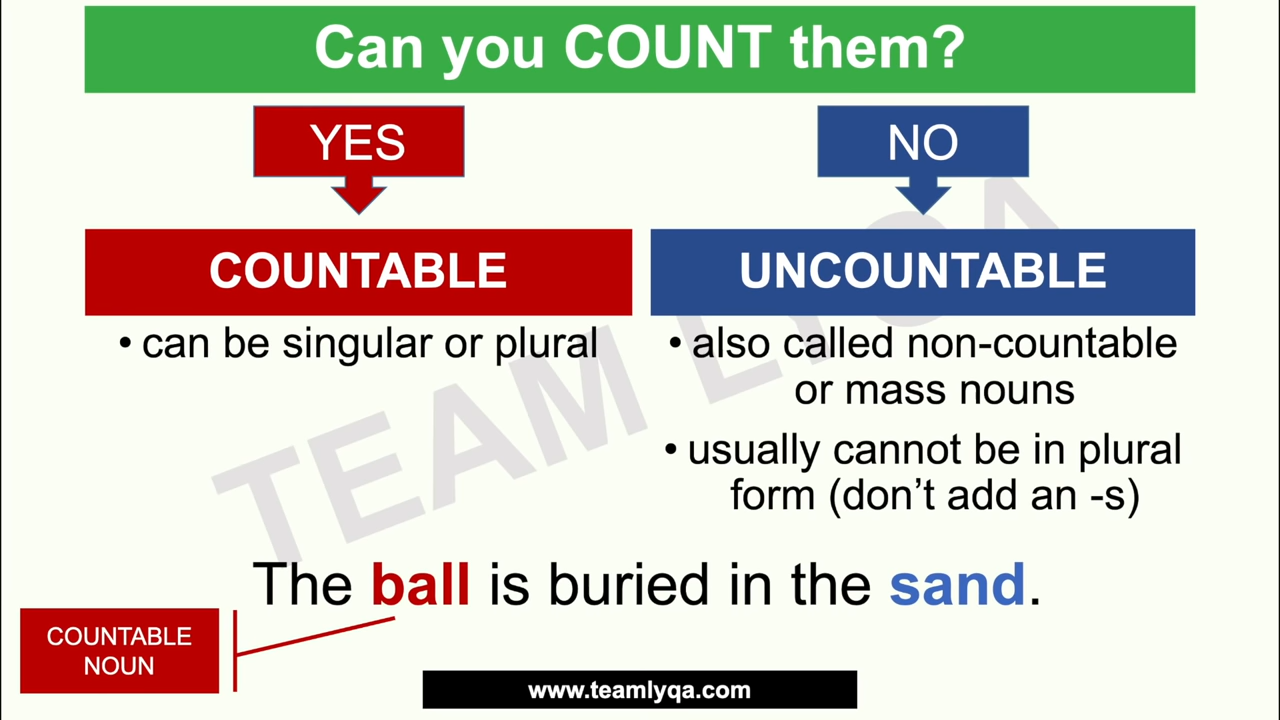 Can you COUNT them?
YES
NO
COUNTABLE
UNCOUNTABLE
• can be singular or plural
• also called non-countable
or mass nouns
• usually cannot be in plural
form (don’t add an -s)
TEAM LYQA
The ball is buried in the sand.
COUNTABLE
NOUN
www.teamlyqa.com